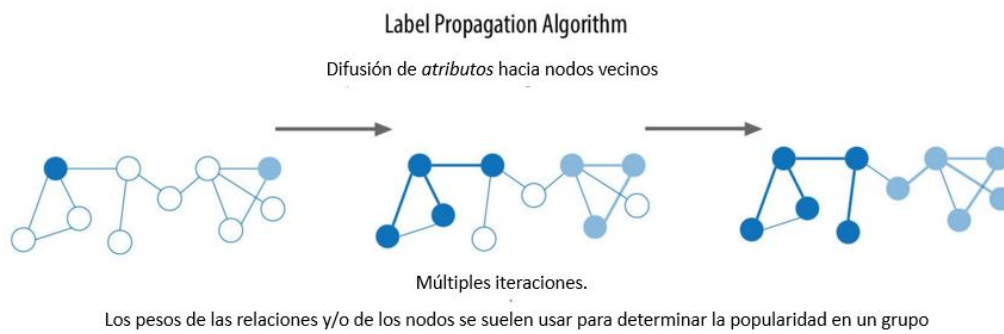 Label Propagation Algorithm
Difusión de atributos hacia nodos vecinos
Múltiples iteraciones.
Los pesos de las relaciones y/o de los nodos se suelen usar para determinar la popularidad en un grupo